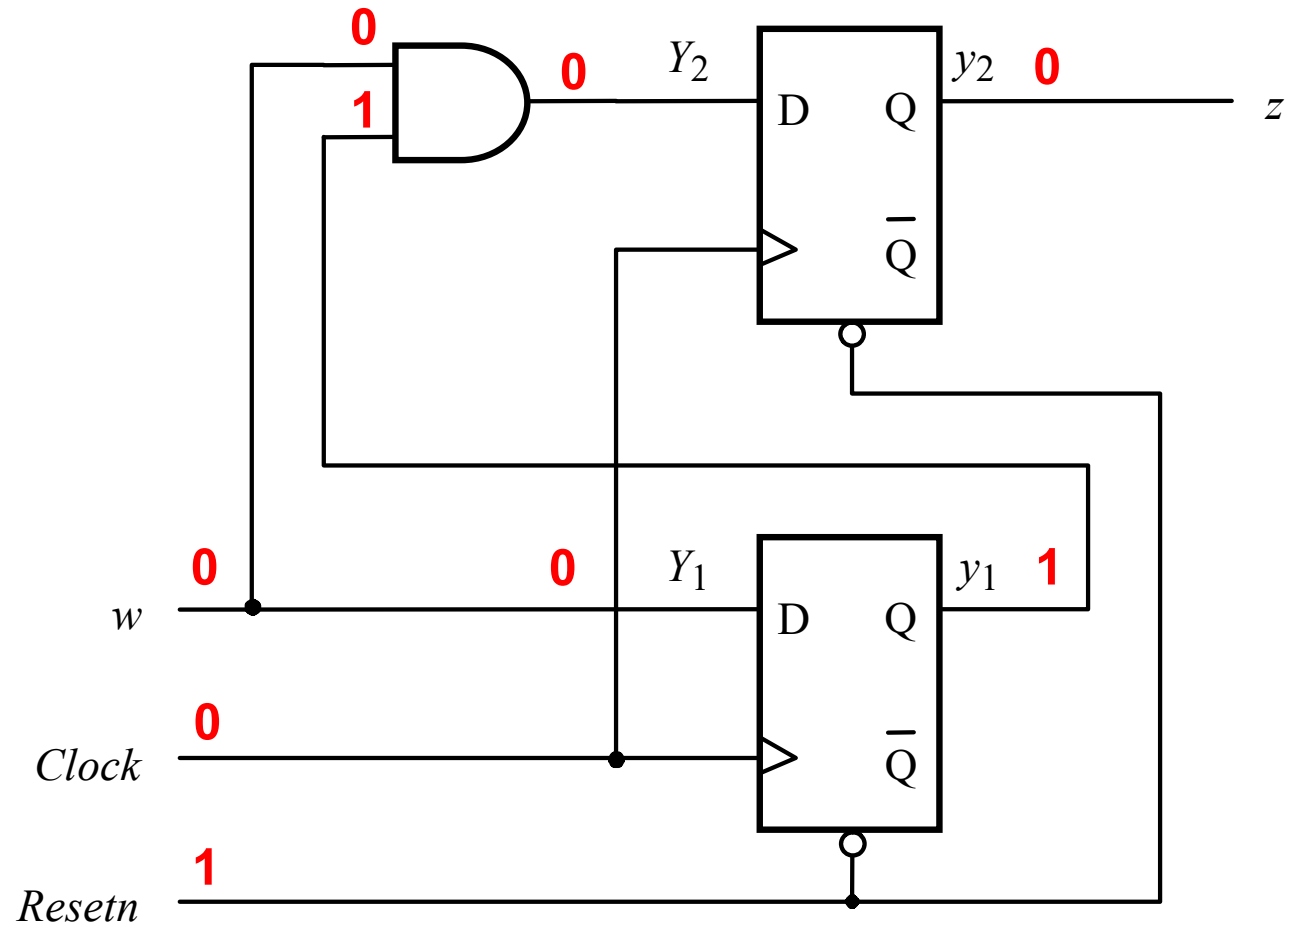 0
0 Y2 y2 0
1 D Q z
Q̅
0 0 Y1 y1 1
w D Q
0
Clock Q̅
1
Resetn